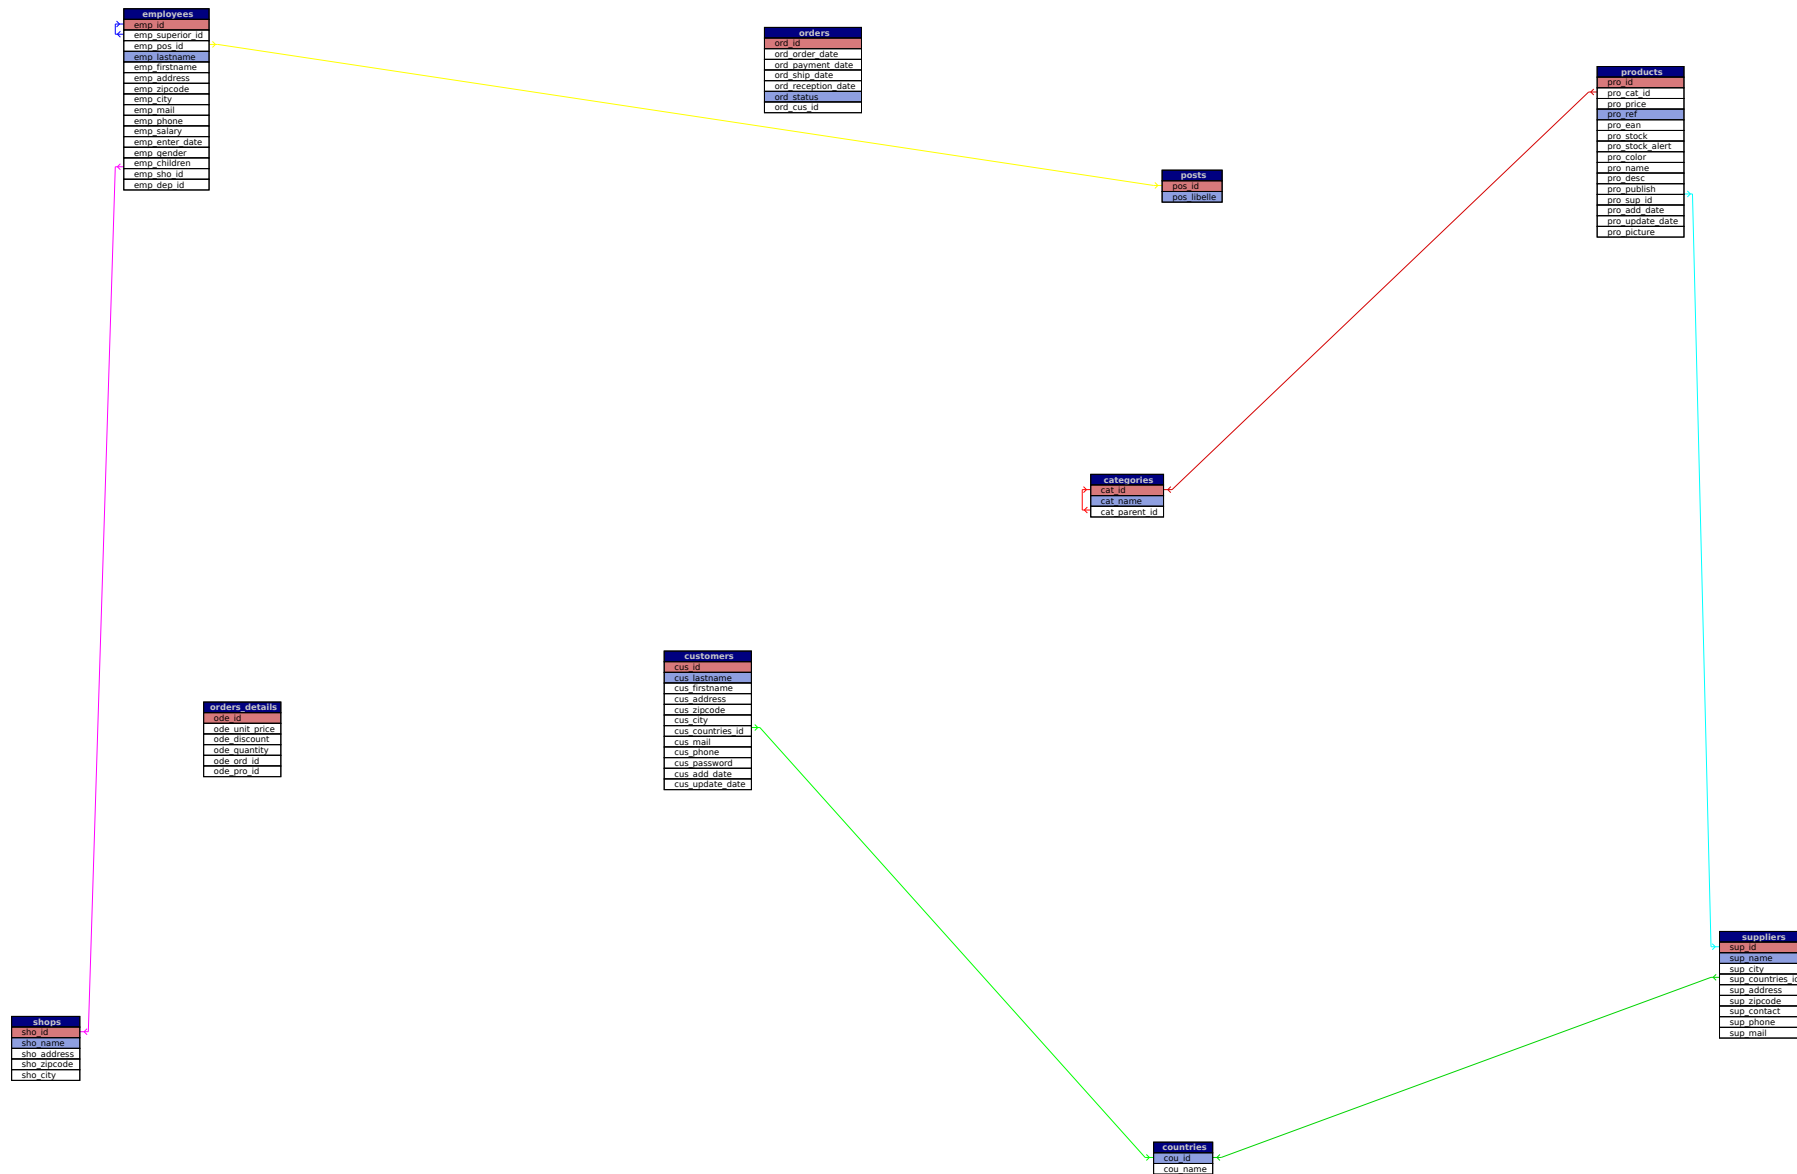 employees
emp_id
emp_superior_id
emp_pos_id
emp_lastname
emp_firstname
emp_address
emp_zipcode
emp_city
emp_mail
emp_phone
emp_salary
emp_enter_date
emp_gender
emp_children
emp_sho_id
emp_dep_id
orders
ord_id
ord_order_date
ord_payment_date
ord_ship_date
ord_reception_date
ord_status
ord_cus_id
products
pro_id
pro_cat_id
pro_price
pro_ref
pro_ean
pro_stock
pro_stock_alert
pro_color
pro_name
pro_desc
pro_publish
pro_sup_id
pro_add_date
pro_update_date
pro_picture
posts
pos_id
pos_libelle
categories
cat_id
cat_name
cat_parent_id
customers
cus_id
cus_lastname
cus_firstname
cus_address
cus_zipcode
cus_city
cus_countries_id
cus_mail
cus_phone
cus_password
cus_add_date
cus_update_date
orders_details
ode_id
ode_unit_price
ode_discount
ode_quantity
ode_ord_id
ode_pro_id
suppliers
sup_id
sup_name
sup_city
sup_countries_id
sup_address
sup_zipcode
sup_contact
sup_phone
sup_mail
shops
sho_id
sho_name
sho_address
sho_zipcode
sho_city
countries
cou_id
cou_name